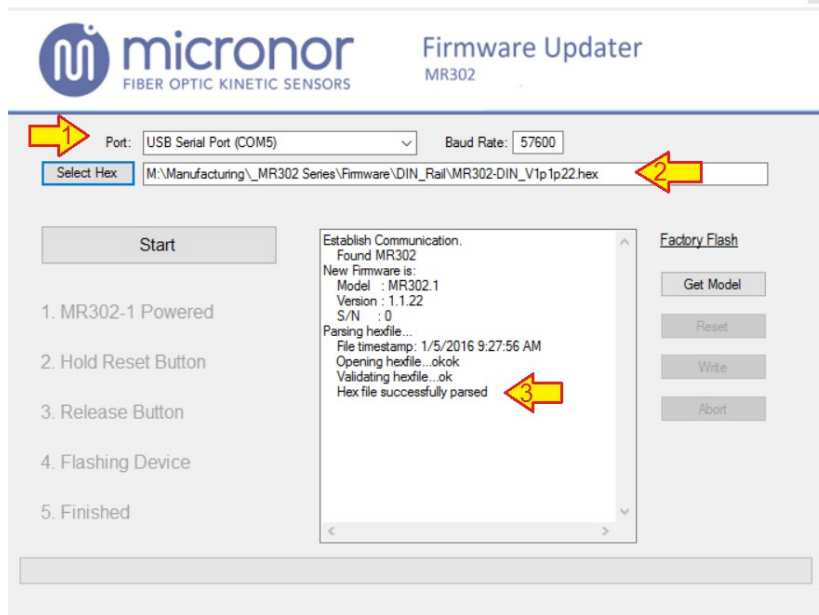 micronor
FIBER OPTIC KINETIC SENSORS
Firmware Updater
MR302
1
Port: USB Serial Port (COM5) Baud Rate: 57600
Select Hex M:\Manufacturing\_MR302 Series\Firmware\DIN_Rail\MR302-DIN_V1p1p22.hex 2
Start
1. MR302-1 Powered
2. Hold Reset Button
3. Release Button
4. Flashing Device
5. Finished
Establish Communication.
Found MR302
New Firmware is:
Model : MR302.1
Version : 1.1.22
S/N : 0
Parsing hexfile...
File timestamp: 1/5/2016 9:27:56 AM
Opening hexfile...okok
Validating hexfile...ok
Hex file successfully parsed 3
Factory Flash
Get Model
Reset
Write
Abort